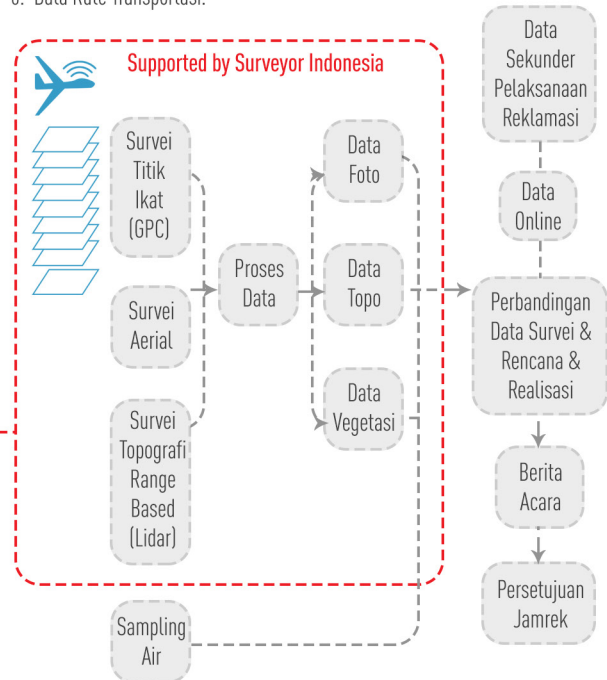 Data Rute Transportasi.
Supported by Surveyor Indonesia
Survei
Titik
Ikat
(GPC)
Survei
Aerial
Survei
Topografi
Range
Based
(Lidar)
Sampling
Air
Proses
Data
Data
Foto
Data
Topo
Data
Vegetasi
Data
Sekunder
Pelaksanaan
Reklamasi
Data
Online
Perbandingan
Data Survei &
Rencana &
Realisasi
Berita
Acara
Persetujuan
Jamrek